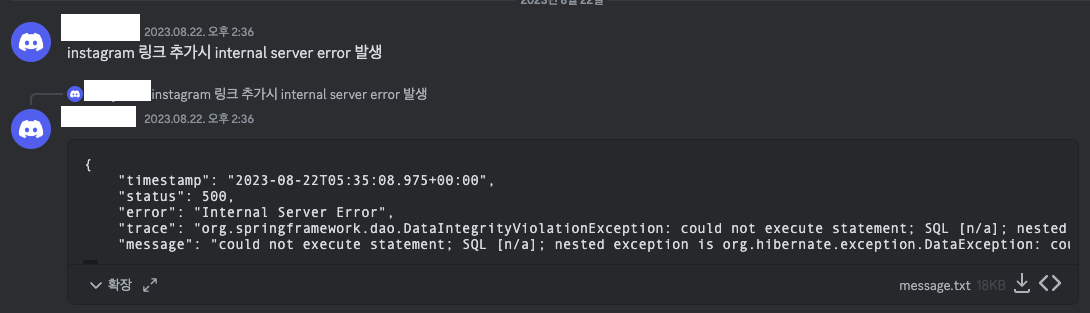 2023년 8월 22일
2023.08.22. 오후 2:36
instagram 링크 추가시 internal server error 발생
instagram 링크 추가시 internal server error 발생
2023.08.22. 오후 2:36
{
"timestamp": "2023-08-22T05:35:08.975+00:00",
"status": 500,
"error": "Internal Server Error",
"trace": "org.springframework.dao.DataIntegrityViolationException: could not execute statement; SQL [n/a]; nested
"message": "could not execute statement; SQL [n/a]; nested exception is org.hibernate.exception.DataException: cou
확장
message.txt 18KB